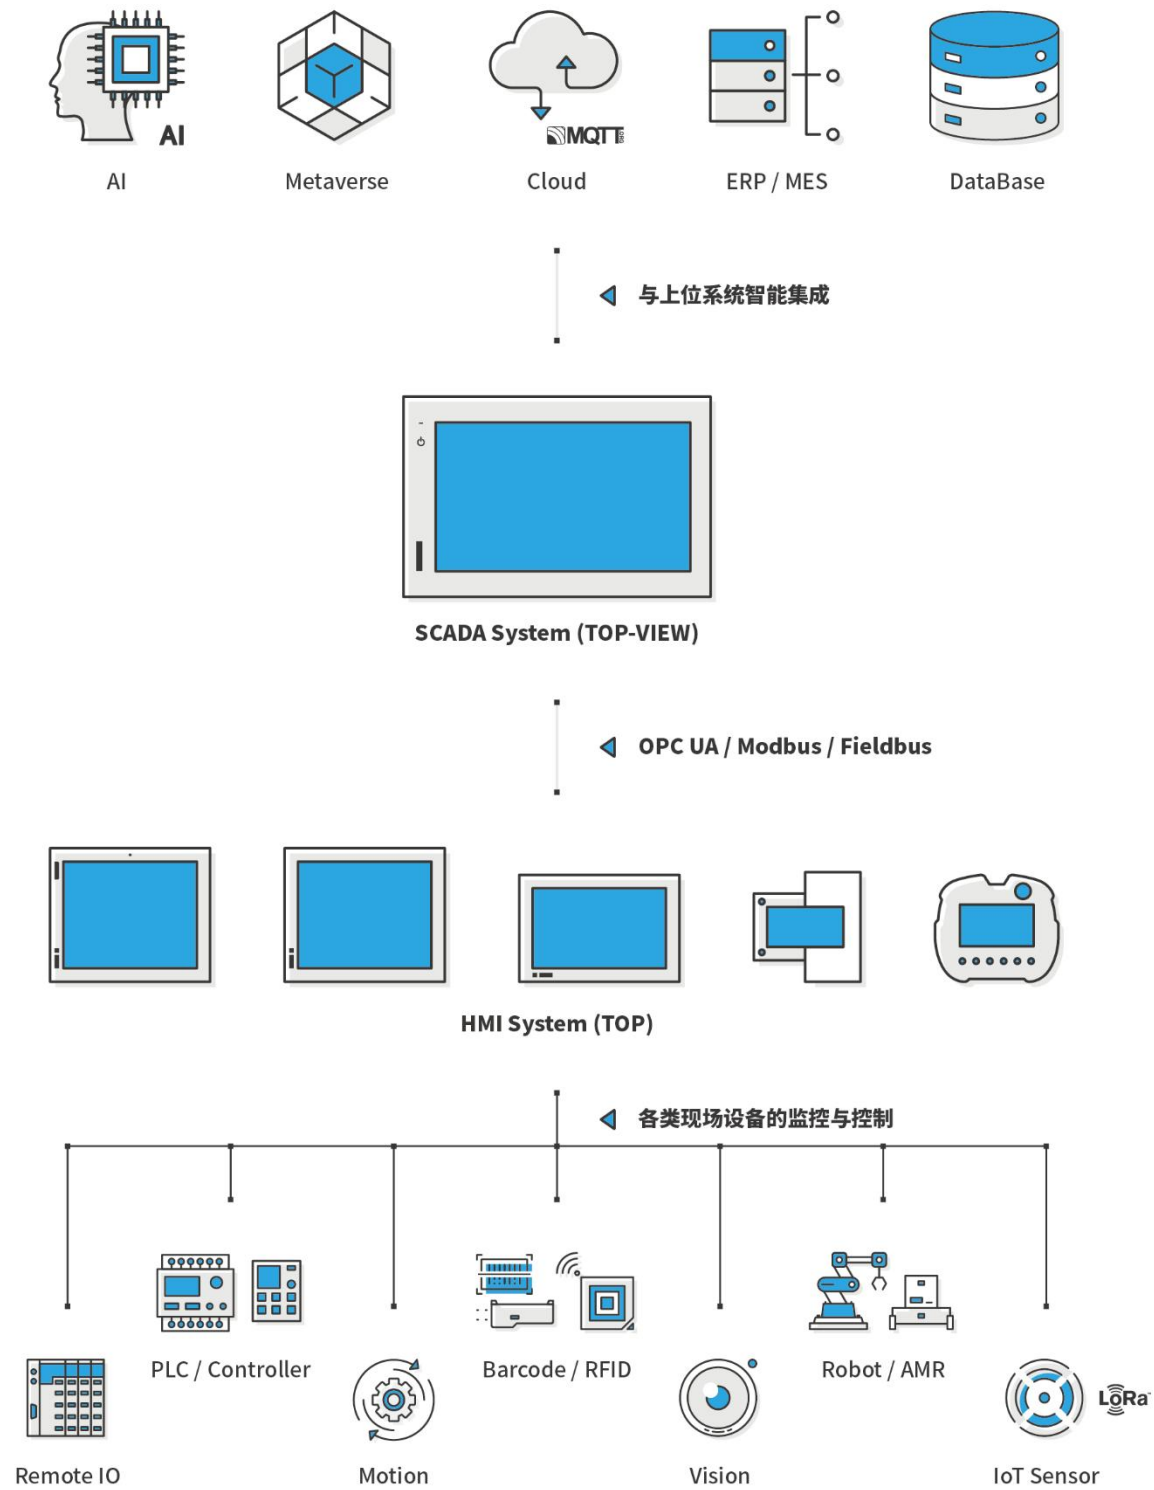 AI
MQTT
AI
Metaverse
Cloud
ERP / MES
DataBase
与上位系统智能集成
SCADA System (TOP-VIEW)
OPC UA / Modbus / Fieldbus
HMI System (TOP)
各类现场设备的监控与控制
PLC / Controller
Barcode / RFID
Robot / AMR
LoRa
Remote IO
Motion
Vision
IoT Sensor